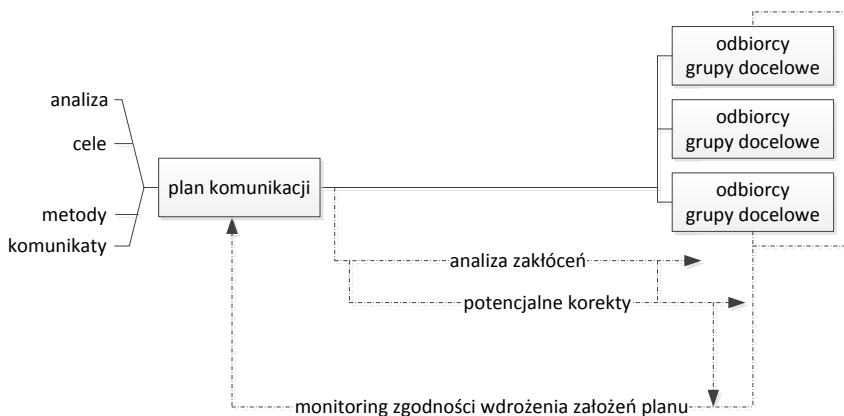 odbiorcy
grupy docelowe
analiza
odbiorcy
grupy docelowe
cele
plan komunikacji
odbiorcy
grupy docelowe
metody
komunikaty
analiza zakłóceń
potencjalne korekty
monitoring zgodności wdrożenia założeń planu